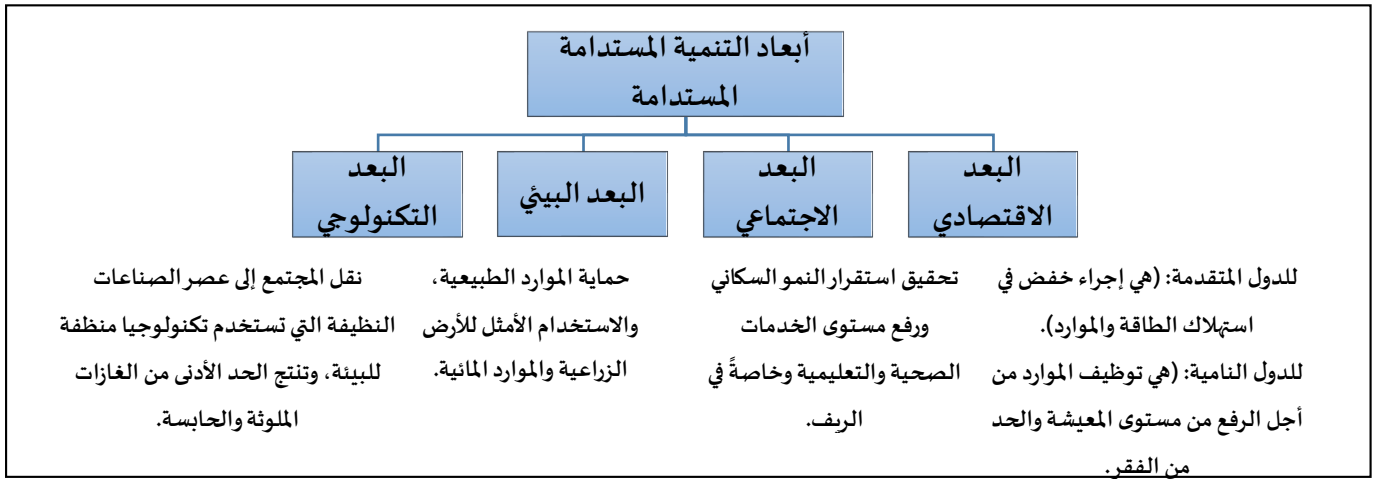 أبعاد التنمية المستدامة
المستدامة
البعد
الاقتصادي
البعد
الاجتماعي
البعد البيئي
البعد
التكنولوجي
للدول المتقدمة: (هي إجراء خفض في
استهلاك الطاقة والموارد).
للدول النامية: (هي توظيف الموارد من
أجل الرفع من مستوى المعيشة والحد
من الفقر.
تحقيق استقرار النمو السكاني
ورفع مستوى الخدمات
الصحية والتعليمية وخاصةً في
الريف.
حماية الموارد الطبيعية،
والاستخدام الأمثل للأرض
الزراعية والموارد المائية.
نقل المجتمع إلى عصر الصناعات
النظيفة التي تستخدم تكنولوجيا منظفة
للبيئة، وتنتج الحد الأدنى من الغازات
الملوثة والحابسة.